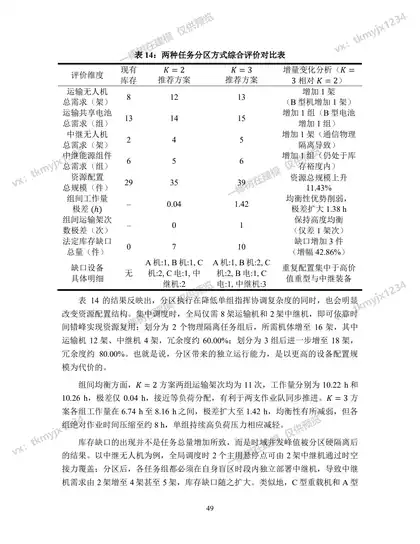 表 14：两种任务分区方式综合评价对比表
评价维度 现有库存 K = 2 推荐方案 K = 3 推荐方案 增量变化分析（K = 3 相对 K = 2）
运输无人机总需求（架） 8 12 13 增加 1 架（B 型机增加 1 架）
运输共享电池总需求（组） 13 14 15 增加 1 组（B 型电池增加 1 组）
中继无人机总需求（架） 2 4 5 增加 1 架（通信物理隔离导致）
中继能源组件总需求（组） 6 5 6 增加 1 组（仍处于库存裕度内）
资源配置总规模（件） 29 35 39 资源总规模上升 11.43%
组间工作量极差 (h) – 0.04 1.42 均衡性优势削弱，极差扩大 1.38 h
组间运输架次数极差（次） – 0 1 保持高度均衡（仅差 1 架次）
法定库存缺口总量（件） 0 7 10 缺口增加 3 件（增幅 42.86%）
缺口设备具体明细 无 A 机:1, B 机:1, C 机:2, C 电:1, 中继机:2 A 机:1, B 机:2, C 机:2, B 电:1, C 电:1, 中继机:3 重复配置集中于高价值重型与中继装备
表 14 的结果反映出，分区执行在降低单组指挥协调复杂度的同时，也会明显
改变资源配置结构。集中调度时，全局仅需 8 架运输机和 2 架中继机，即可依靠时
间错峰实现资源复用；划分为 2 个物理隔离任务组后，所需机体增至 16 架，其中
运输机 12 架、中继机 4 架，冗余度约 60.00%；划分为 3 组后进一步增至 18 架，
冗余度约 80.00%。也就是说，分区带来的独立运行能力，是以更高的设备配置规
模为代价的。
组间均衡方面，K = 2 方案两组运输架次均为 11 次，工作量分别为 10.22 h 和
10.26 h，极差仅 0.04 h，接近等负荷分配，有利于两支作业队同步推进。K = 3 方
案各组工作量在 6.74 h 至 8.16 h 之间，极差扩大至 1.42 h，均衡性有所减弱，但各
组绝对作业时间压缩至约 8 h，单组持续高负荷压力相应减轻，
库存缺口的出现并不是任务总量增加所致，而是时域并发峰值被分区硬隔离后
的结果。以中继无人机为例，全局调度时 2 个主用悬停点可由 2 架中继机通过时空
接力覆盖；分区后，各任务组都必须在自身盲区时段内独立部署中继机，导致中继
机需求由 2 架增至 4 架甚至 5 架，库存缺口随之扩大。类似地，C 型重载机和 A 型
49
vx：tkmyjx1234
vx：tkmyjx1234
vx：tkmyjx1234
vx：tkmyjx1234